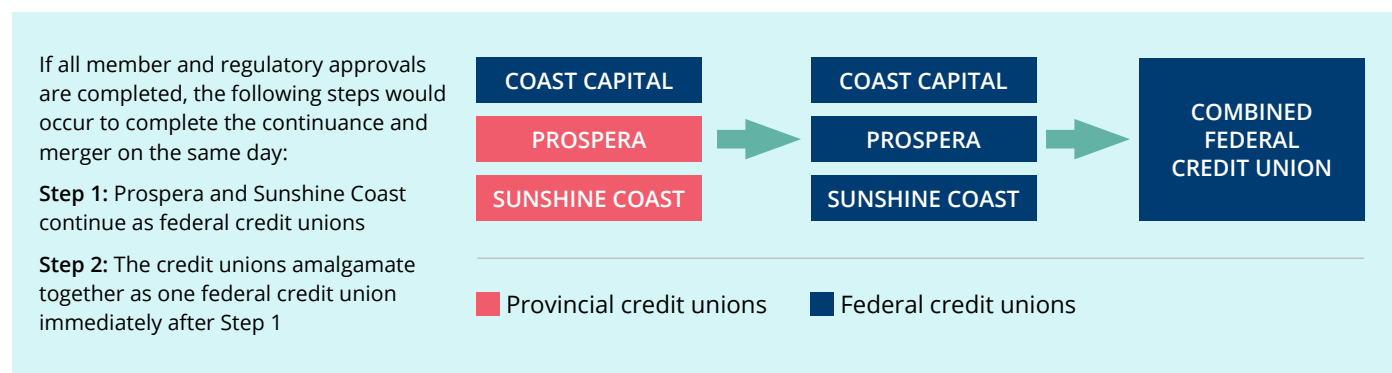 If all member and regulatory approvals
are completed, the following steps would
occur to complete the continuance and
merger on the same day:
Step 1: Prospera and Sunshine Coast
continue as federal credit unions
Step 2: The credit unions amalgamate
together as one federal credit union
immediately after Step 1
COAST CAPITAL
PROSPERA
SUNSHINE COAST
COAST CAPITAL
PROSPERA
SUNSHINE COAST
COMBINED
FEDERAL
CREDIT UNION
Provincial credit unions
Federal credit unions